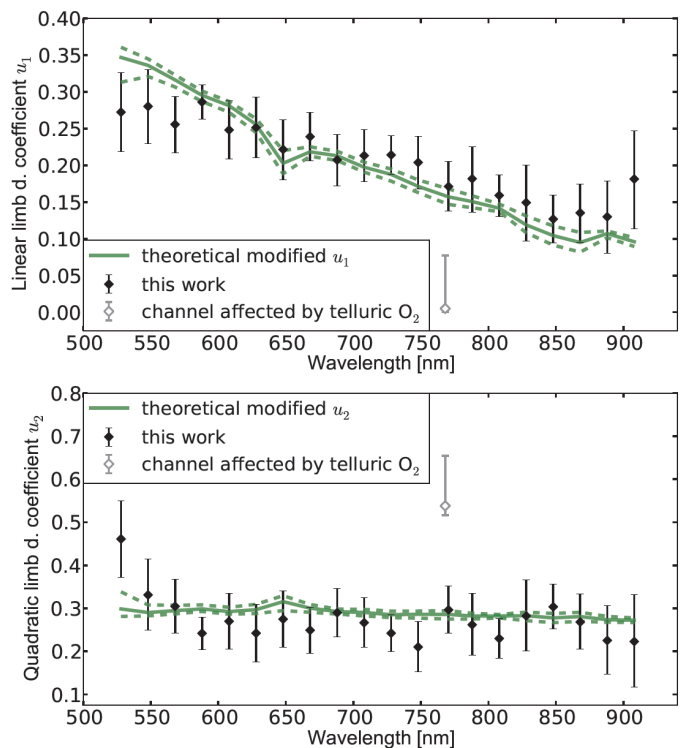 0.40
0.35
0.30
0.25
0.20
0.15
0.10
0.05
0.00
Linear limb d. coefficient u₁
theoretical modified u₁
this work
channel affected by telluric O₂
500 550 600 650 700 750 800 850 900
Wavelength [nm]
0.8
0.7
0.6
0.5
0.4
0.3
0.2
0.1
Quadratic limb d. coefficient u₂
theoretical modified u₂
this work
channel affected by telluric O₂
500 550 600 650 700 750 800 850 900
Wavelength [nm]